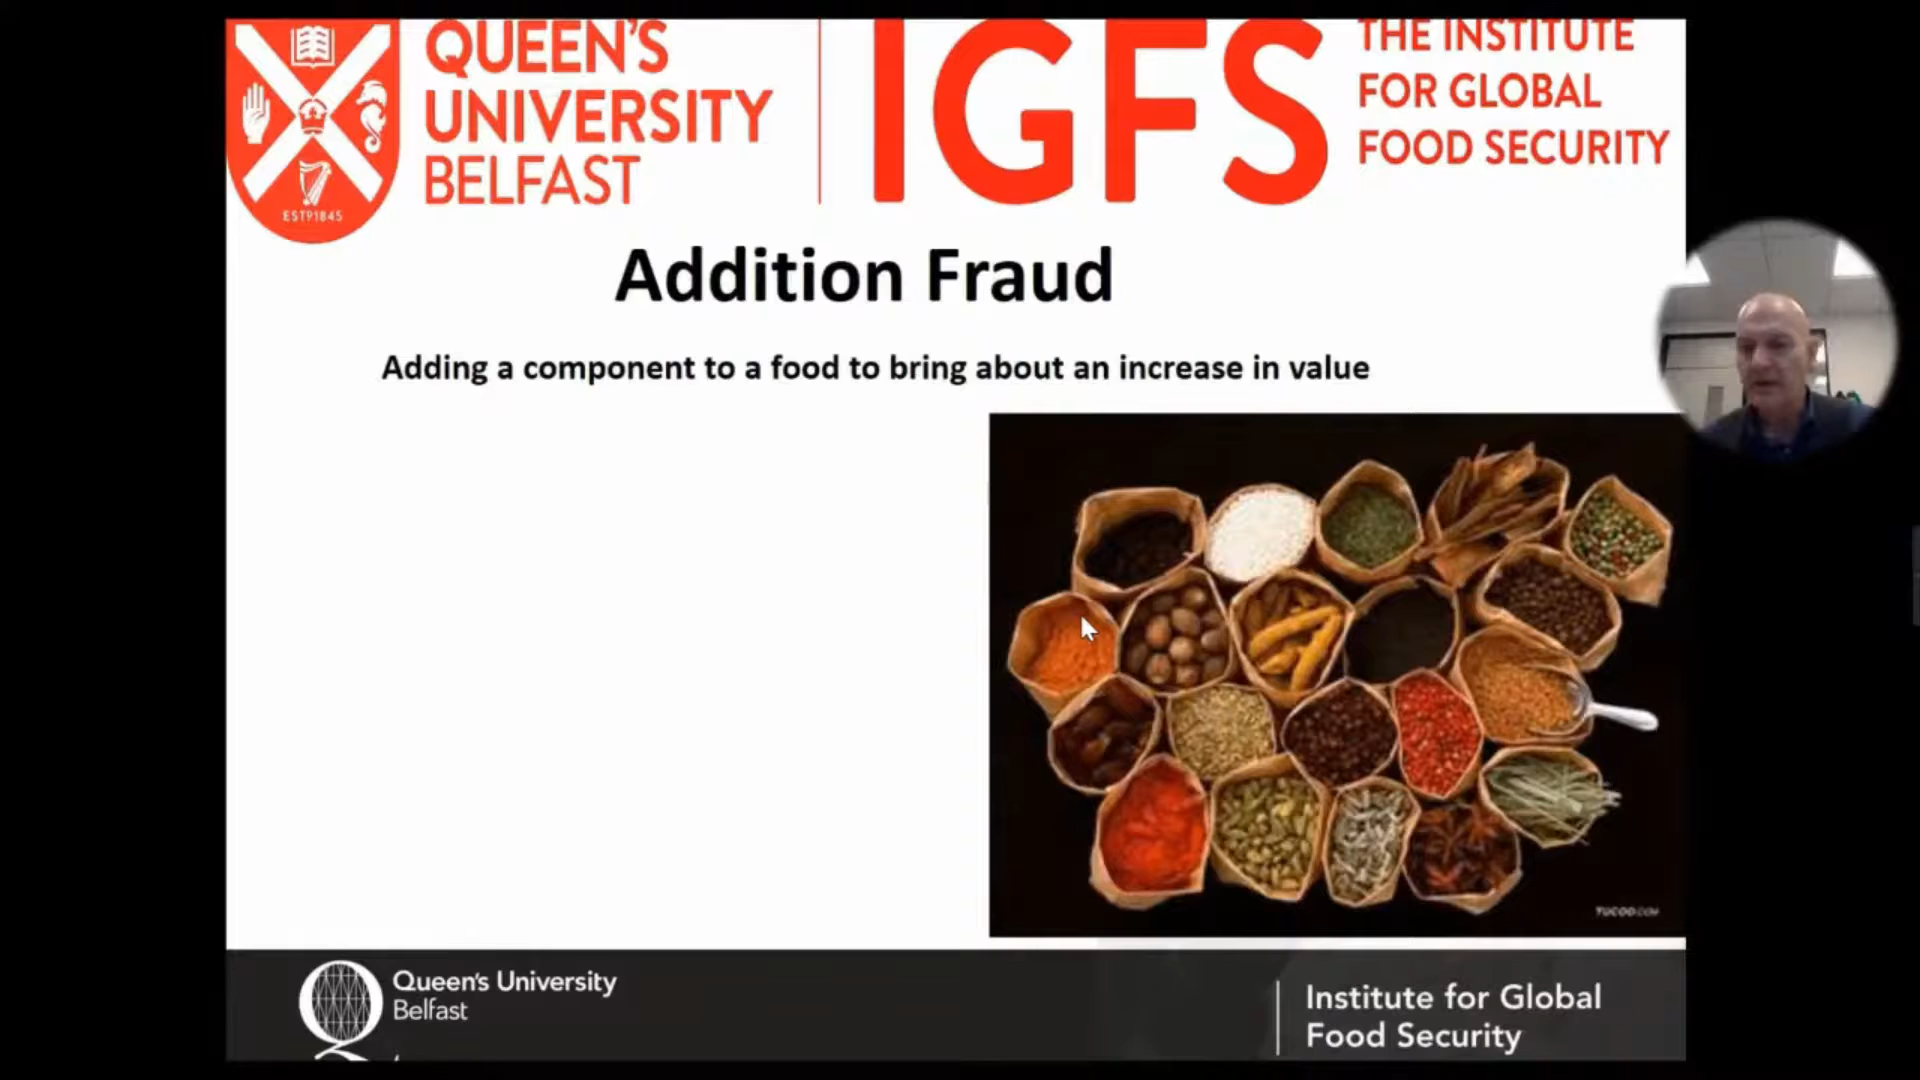 QUEEN'S
UNIVERSITY
BELFAST
IGFS
THE INSTITUTE
FOR GLOBAL
FOOD SECURITY
EST 1845
Addition Fraud
Adding a component to a food to bring about an increase in value
Queen's University
Belfast
Institute for Global
Food Security